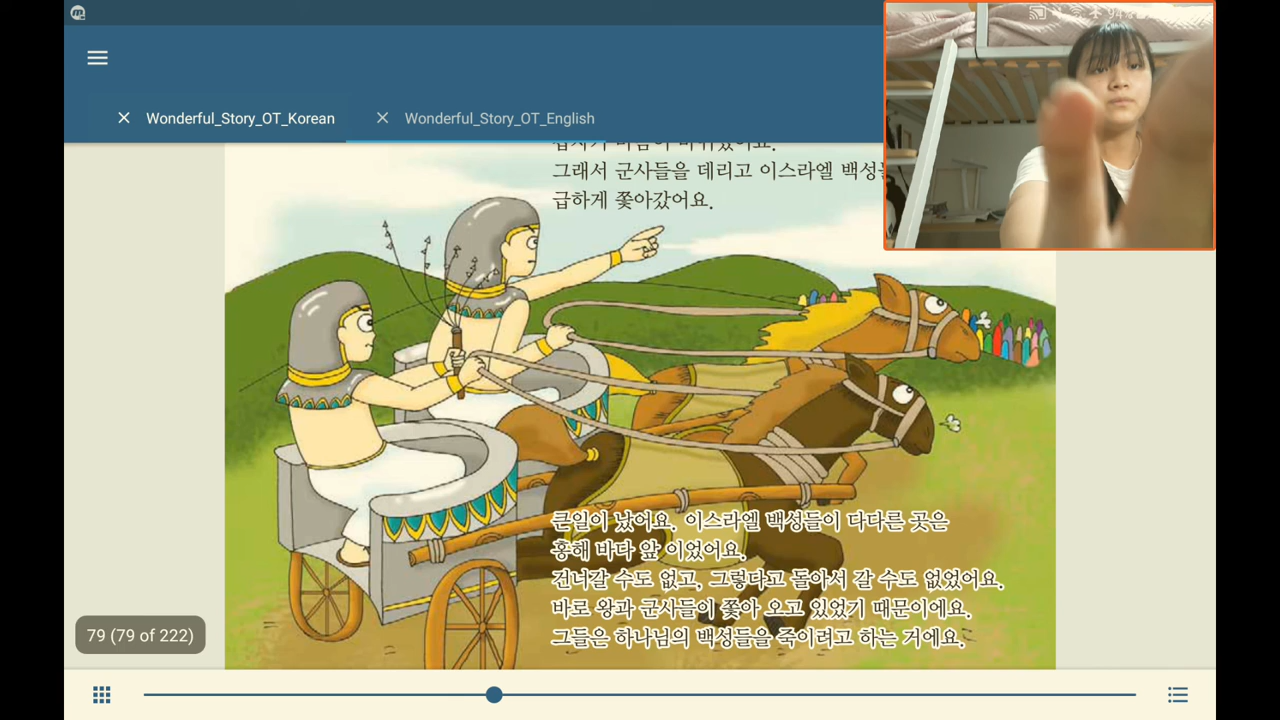 Wonderful_Story_OT_Korean
Wonderful_Story_OT_English
그래서 군사들을 데리고 이스라엘 백성
급하게 쫓아갔어요.
큰일이 났어요. 이스라엘 백성들이 다다른 곳은
홍해 바다 앞 이었어요.
건너갈 수도 없고, 그렇다고 돌아서 갈 수도 없었어요.
바로 왕과 군사들이 쫓아 오고 있었기 때문이에요.
그들은 하나님의 백성들을 죽이려고 하는 거에요.
79 (79 of 222)